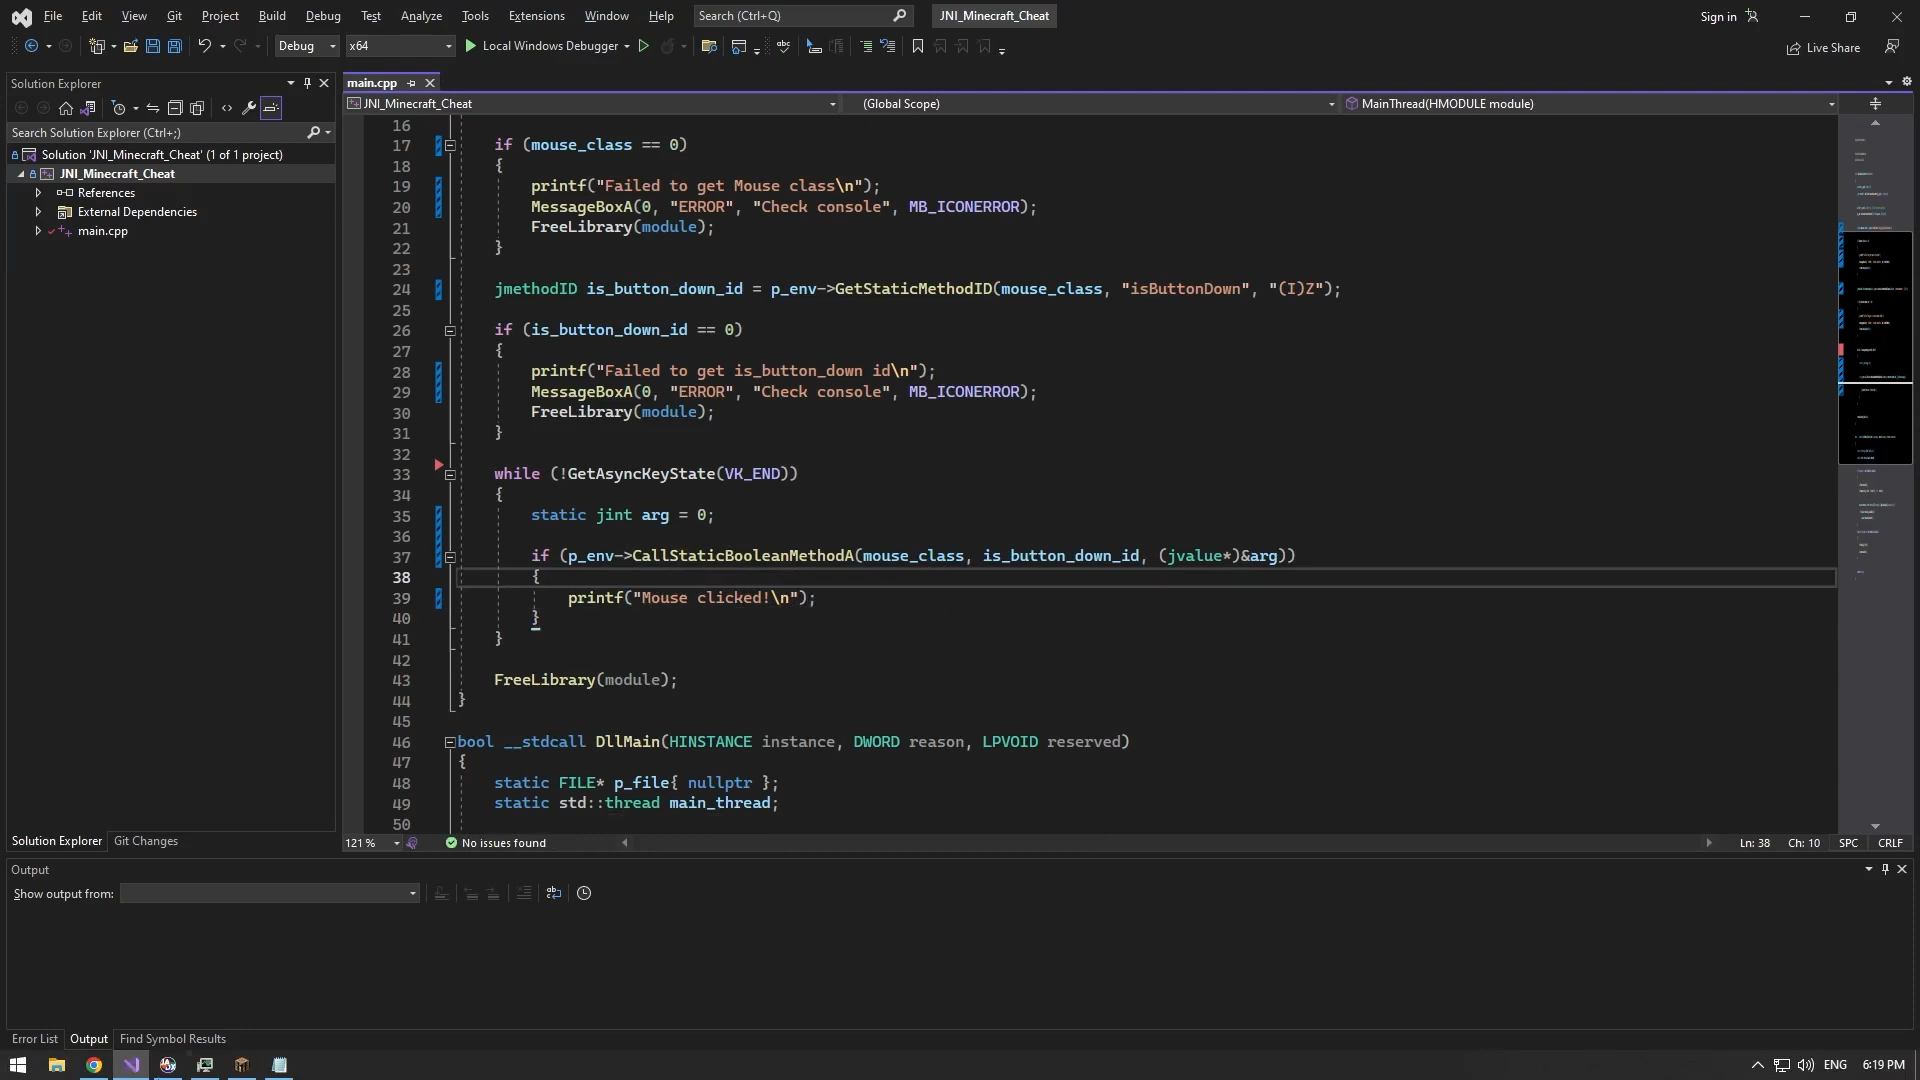 File Edit View Git Project Build Debug Test Analyze Tools Extensions Window Help Search (Ctrl+Q) JNI_Minecraft_Cheat Sign in
Debug x64 Local Windows Debugger Live Share
Solution Explorer
Search Solution Explorer (Ctrl+;)
Solution 'JNI_Minecraft_Cheat' (1 of 1 project)
JNI_Minecraft_Cheat
References
External Dependencies
main.cpp
Solution Explorer Git Changes
main.cpp
JNI_Minecraft_Cheat (Global Scope) MainThread(HMODULE module)
16
17 if (mouse_class == 0)
18 {
19 printf("Failed to get Mouse class\n");
20 MessageBoxA(0, "ERROR", "Check console", MB_ICONERROR);
21 FreeLibrary(module);
22 }
23
24 jmethodID is_button_down_id = p_env->GetStaticMethodID(mouse_class, "isButtonDown", "(I)Z");
25
26 if (is_button_down_id == 0)
27 {
28 printf("Failed to get is_button_down id\n");
29 MessageBoxA(0, "ERROR", "Check console", MB_ICONERROR);
30 FreeLibrary(module);
31 }
32
33 while (!GetAsyncKeyState(VK_END))
34 {
35 static jint arg = 0;
36
37 if (p_env->CallStaticBooleanMethodA(mouse_class, is_button_down_id, (jvalue*)&arg))
38 {
39 printf("Mouse clicked!\n");
40 }
41 }
42
43 FreeLibrary(module);
44 }
45
46 bool __stdcall DllMain(HINSTANCE instance, DWORD reason, LPVOID reserved)
47 {
48 static FILE* p_file{ nullptr };
49 static std::thread main_thread;
50
121 % No issues found Ln: 38 Ch: 10 SPC CRLF
Output
Show output from:
Error List Output Find Symbol Results
ENG 6:19 PM